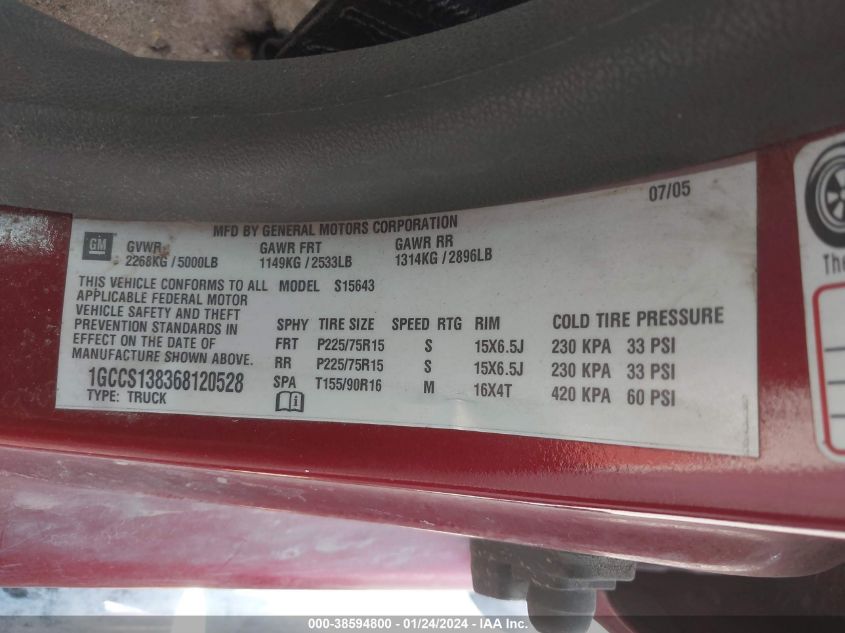 07/05
MFD BY GENERAL MOTORS CORPORATION
GM GVWR GAWR FRT GAWR RR
2268KG / 5000LB 1149KG / 2533LB 1314KG / 2896LB
THIS VEHICLE CONFORMS TO ALL MODEL S15643
APPLICABLE FEDERAL MOTOR
VEHICLE SAFETY AND THEFT
PREVENTION STANDARDS IN
EFFECT ON THE DATE OF
MANUFACTURE SHOWN ABOVE.
1GCCS138368120528
TYPE: TRUCK
SPHY TIRE SIZE SPEED RTG RIM COLD TIRE PRESSURE
FRT P225/75R15 S 15X6.5J 230 KPA 33 PSI
RR P225/75R15 S 15X6.5J 230 KPA 33 PSI
SPA T155/90R16 M 16X4T 420 KPA 60 PSI
The
000-38594800 - 01/24/2024 - IAA Inc.